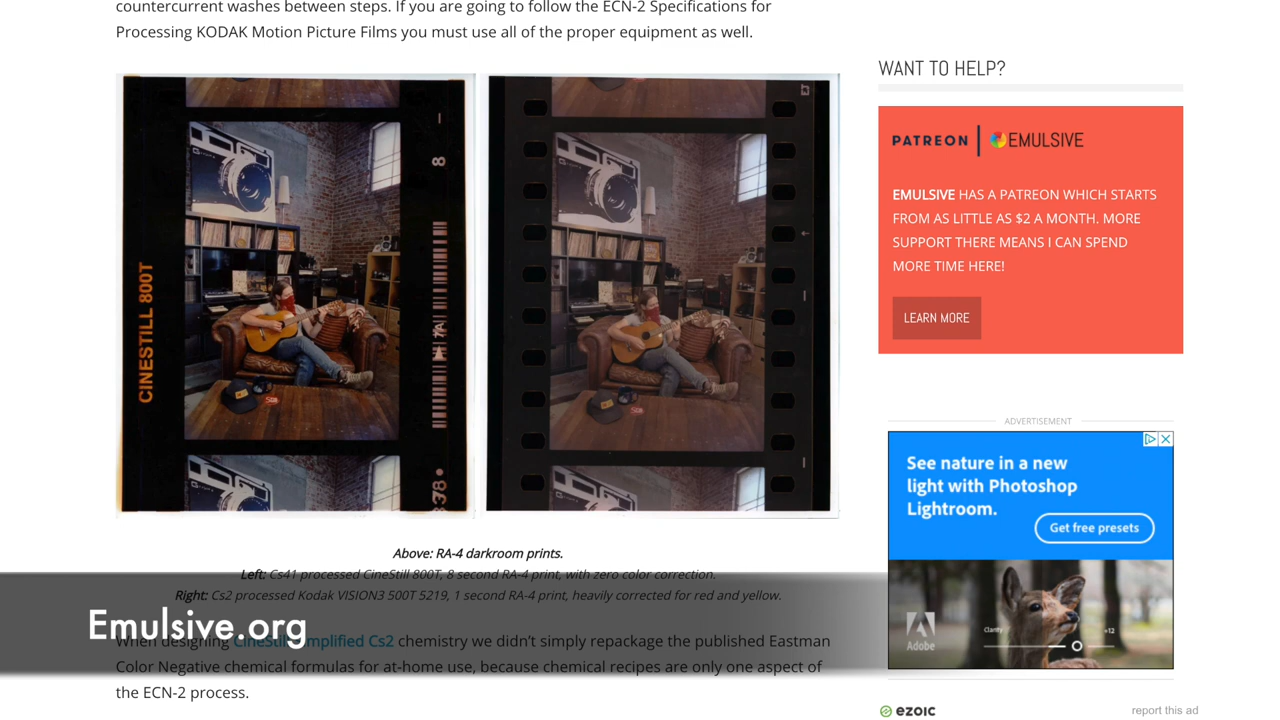 countercurrent washes between steps. If you are going to follow the ECN-2 Specifications for
Processing KODAK Motion Picture Films you must use all of the proper equipment as well.
CINESTILL 800T
8
38
Above: RA-4 darkroom prints.
Left: Cs41 processed CineStill 800T, 8 second RA-4 print, with zero color correction.
Right: Cs2 processed Kodak VISION3 500T 5219, 1 second RA-4 print, heavily corrected for red and yellow.
Emulsive.org
When designing CineStill Simplified Cs2 chemistry we didn't simply repackage the published Eastman
Color Negative chemical formulas for at-home use, because chemical recipes are only one aspect of
the ECN-2 process.
WANT TO HELP?
PATREON | EMULSIVE
EMULSIVE HAS A PATREON WHICH STARTS
FROM AS LITTLE AS $2 A MONTH. MORE
SUPPORT THERE MEANS I CAN SPEND
MORE TIME HERE!
LEARN MORE
ADVERTISEMENT
See nature in a new
light with Photoshop
Lightroom.
Get free presets
Clarity
+12
Adobe
ezoic
report this ad